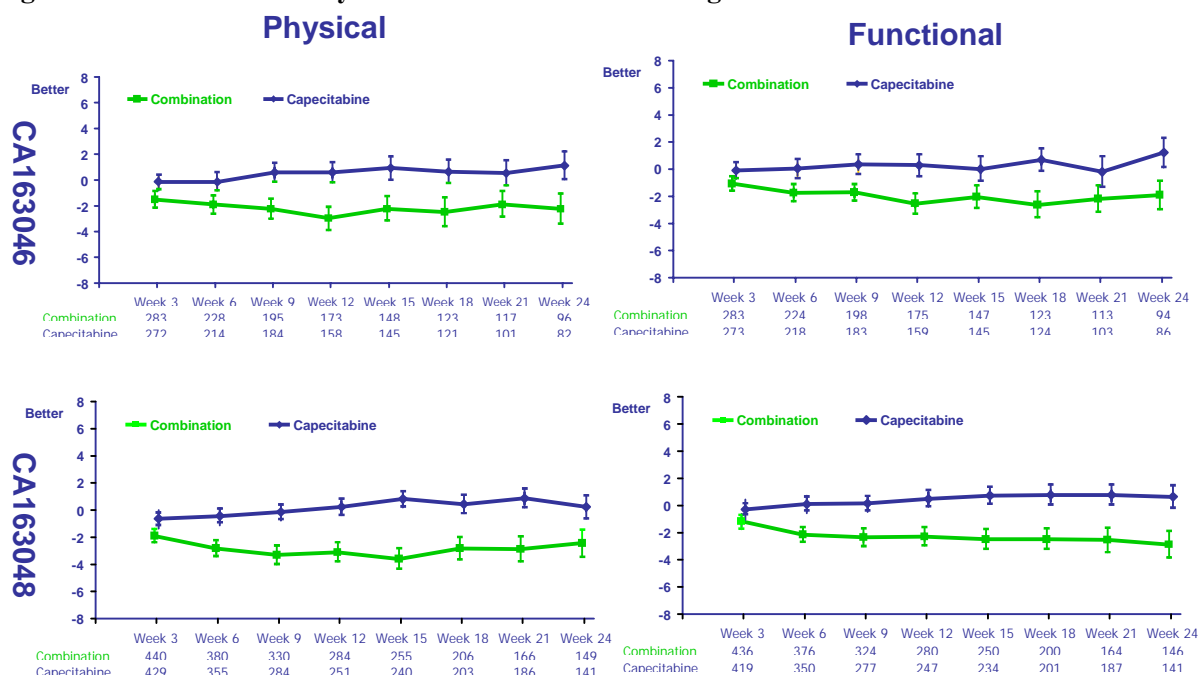 Physical
Functional
CA163046
Better
8
6
4
2
0
-2
-4
-6
-8
Combination Capecitabine
Week 3 Week 6 Week 9 Week 12 Week 15 Week 18 Week 21 Week 24
Combination 283 228 195 173 148 123 117 96
Capecitabine 272 214 184 158 145 121 101 82
Better
8
6
4
2
0
-2
-4
-6
-8
Combination Capecitabine
Week 3 Week 6 Week 9 Week 12 Week 15 Week 18 Week 21 Week 24
Combination 283 224 198 175 147 123 113 94
Capecitabine 273 218 183 159 145 124 103 86
CA163048
Better
8
6
4
2
0
-2
-4
-6
-8
Combination Capecitabine
Week 3 Week 6 Week 9 Week 12 Week 15 Week 18 Week 21 Week 24
Combination 440 380 330 284 255 206 166 149
Capecitabine 429 355 284 251 240 203 186 141
Better
8
6
4
2
0
-2
-4
-6
-8
Combination Capecitabine
Week 3 Week 6 Week 9 Week 12 Week 15 Week 18 Week 21 Week 24
Combination 436 376 324 280 250 200 164 146
Capecitabine 419 350 277 247 234 201 187 141